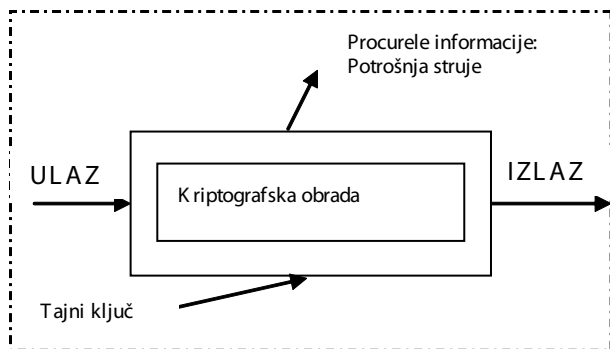 Procurele informacije:
Potrošnja struje
ULAZ
IZLAZ
Kriptografska obrada
Tajni ključ